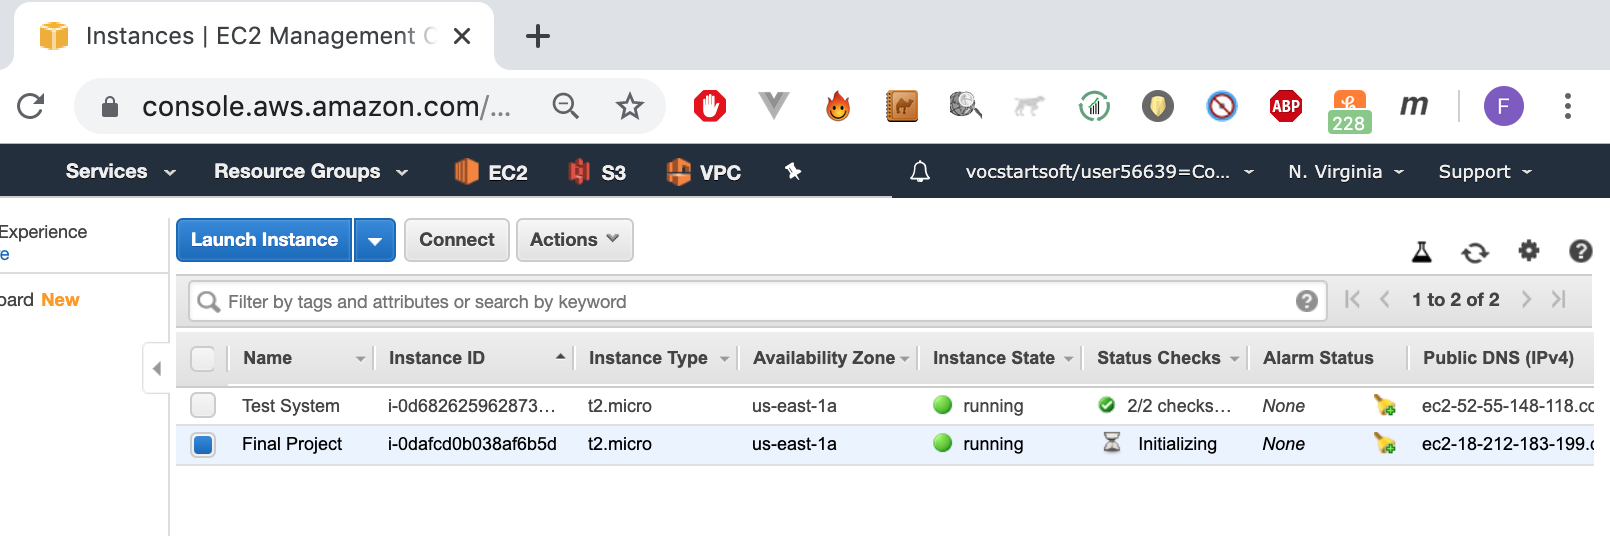 Instances | EC2 Management C
console.aws.amazon.com/...
ABP
228
m
F
Services
Resource Groups
EC2
S3
VPC
vocstartsoft/user56639=Co...
N. Virginia
Support
Experience
e
Launch Instance
Connect
Actions
oard New
Filter by tags and attributes or search by keyword
1 to 2 of 2
Name Instance ID Instance Type Availability Zone Instance State Status Checks Alarm Status Public DNS (IPv4)
Test System i-0d682625962873... t2.micro us-east-1a running 2/2 checks... None ec2-52-55-148-118.cc
Final Project i-0dafcd0b038af6b5d t2.micro us-east-1a running Initializing None ec2-18-212-183-199.c